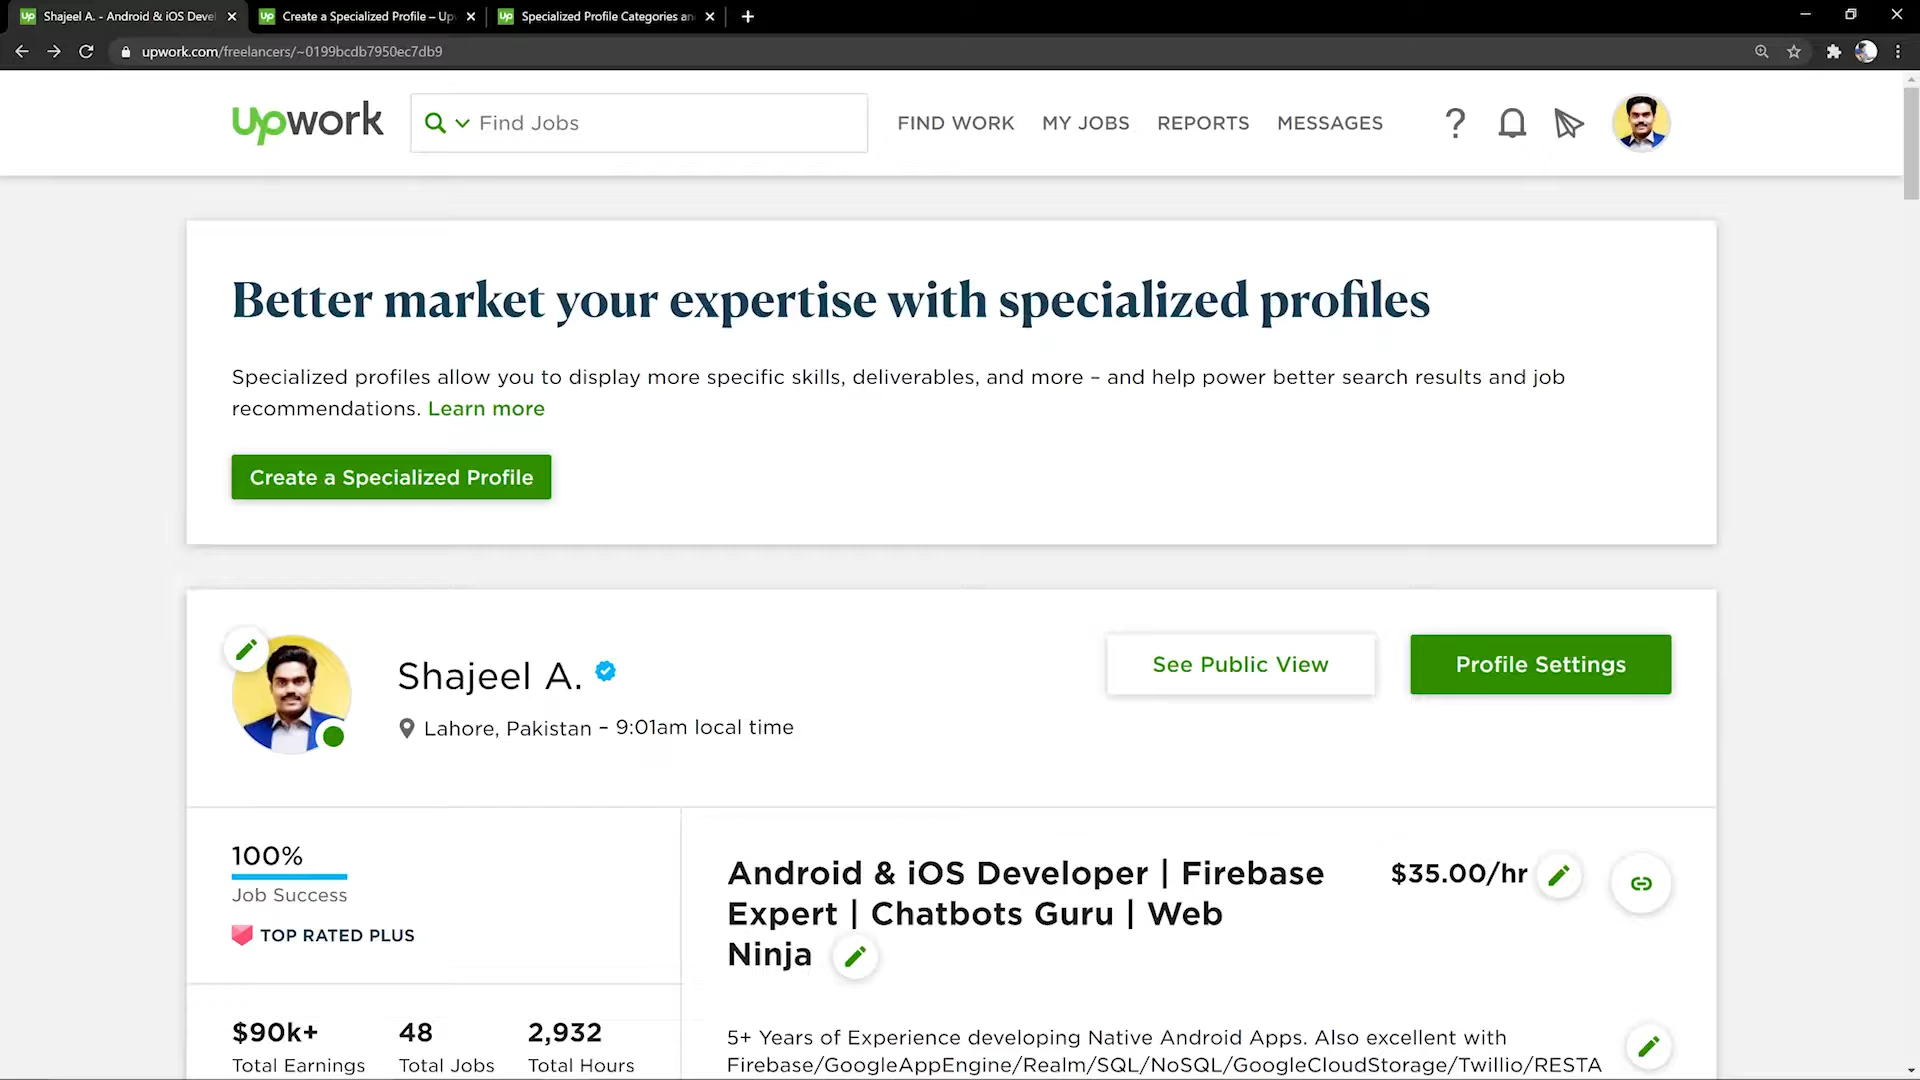 Up Shajeel A. - Android & iOS Deve
Up Create a Specialized Profile – Up
Up Specialized Profile Categories an
upwork.com/freelancers/~0199bcdb7950ec7db9
upwork
Find Jobs
FIND WORK
MY JOBS
REPORTS
MESSAGES
?
Better market your expertise with specialized profiles
Specialized profiles allow you to display more specific skills, deliverables, and more – and help power better search results and job
recommendations. Learn more
Create a Specialized Profile
Shajeel A.
Lahore, Pakistan – 9:01am local time
See Public View
Profile Settings
100%
Job Success
TOP RATED PLUS
$90k+
Total Earnings
48
Total Jobs
2,932
Total Hours
Android & iOS Developer | Firebase
Expert | Chatbots Guru | Web
Ninja
$35.00/hr
5+ Years of Experience developing Native Android Apps. Also excellent with
Firebase/GoogleAppEngine/Realm/SQL/NoSQL/GoogleCloudStorage/Twillio/RESTA